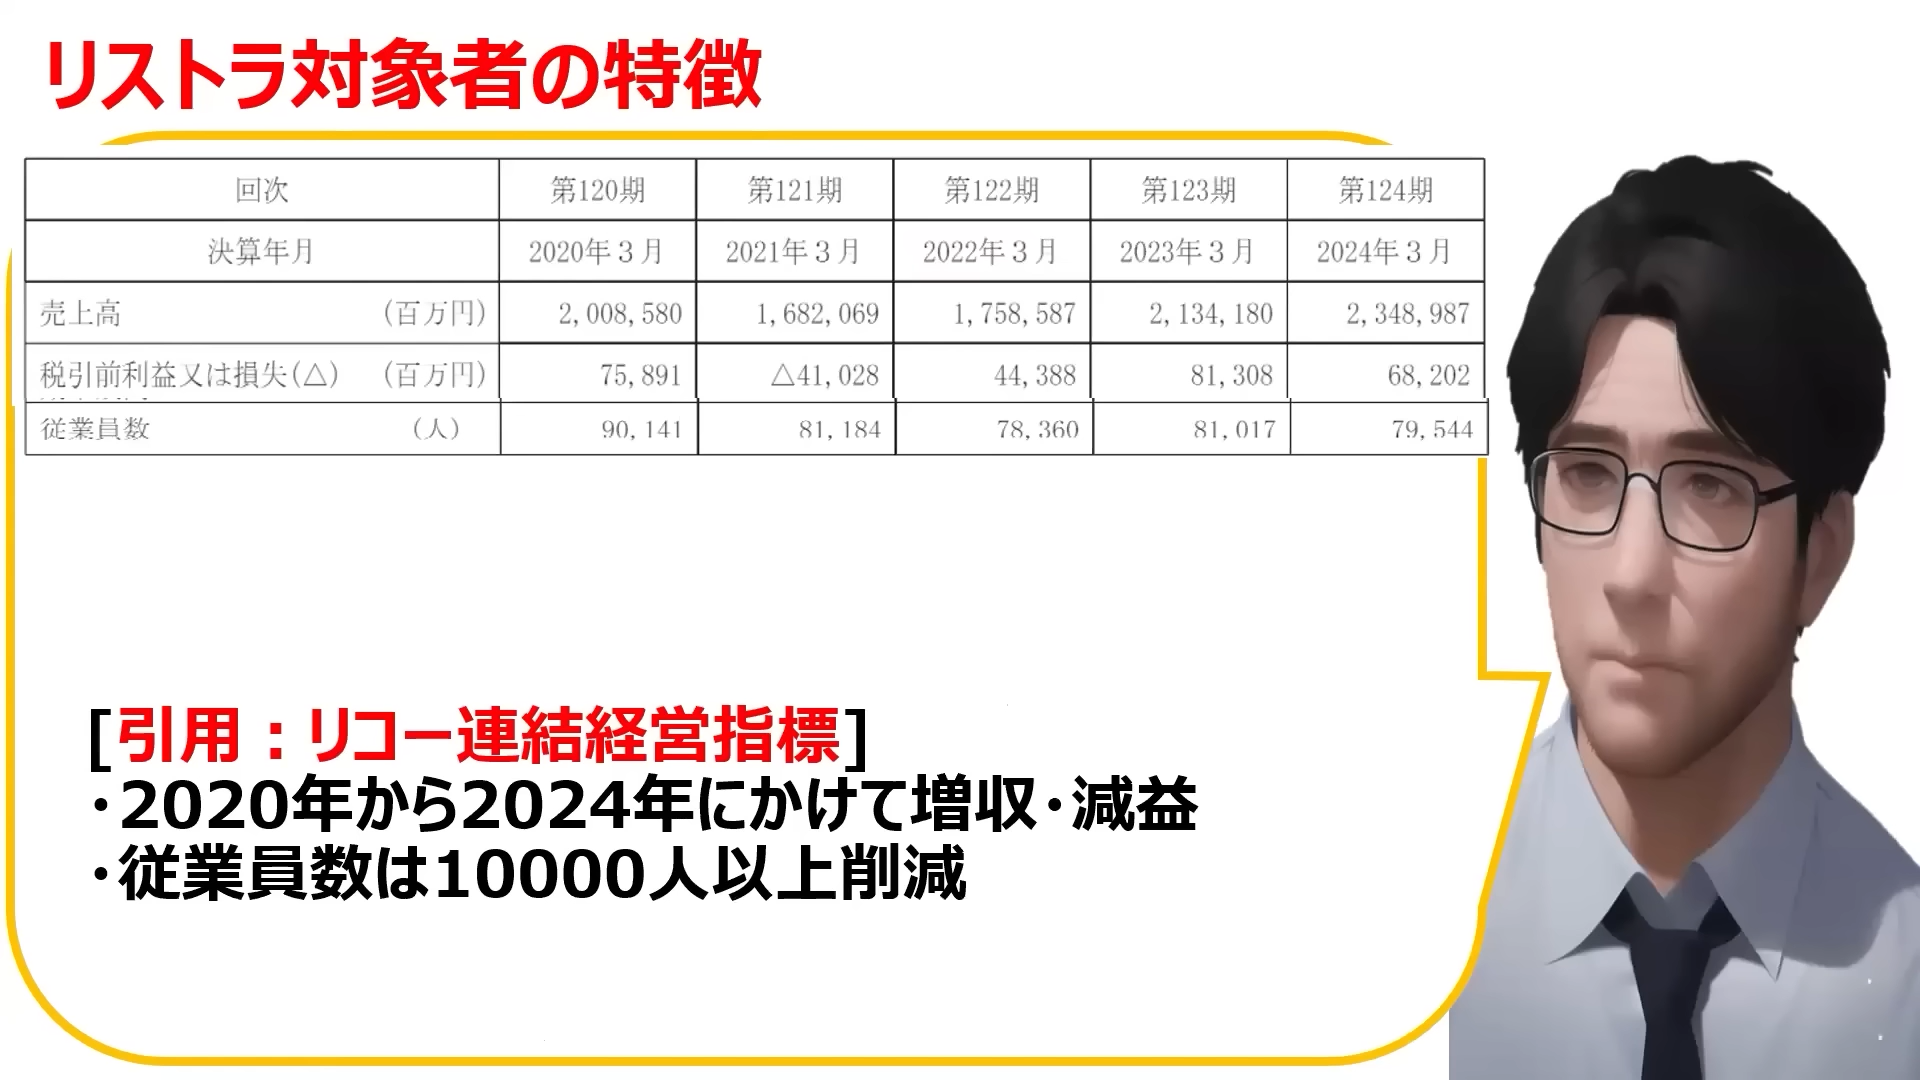 リストラ対象者の特徴
回次 第120期 第121期 第122期 第123期 第124期
決算年月 2020年3月 2021年3月 2022年3月 2023年3月 2024年3月
売上高 (百万円) 2,008,580 1,682,069 1,758,587 2,134,180 2,348,987
税引前利益又は損失(△) (百万円) 75,891 △41,028 44,388 81,308 68,202
従業員数 (人) 90,141 81,184 78,360 81,017 79,544
[引用：リコー連結経営指標]
・2020年から2024年にかけて増収・減益
・従業員数は10000人以上削減